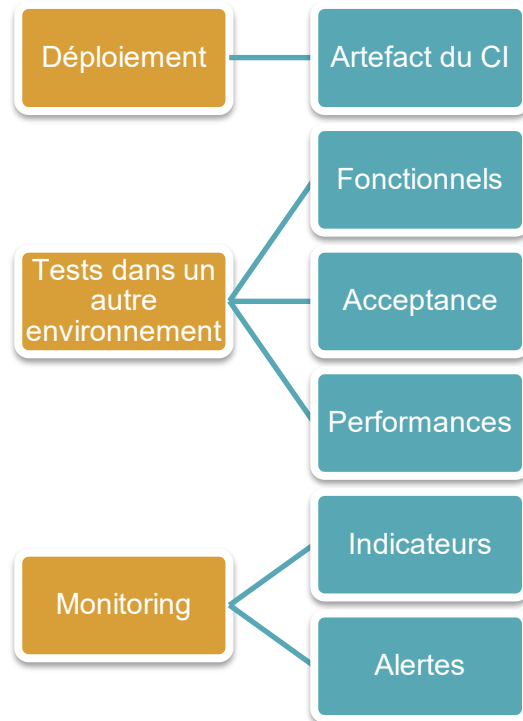 Déploiement
Artefact du CI
Fonctionnels
Tests dans un
autre
environnement
Acceptance
Performances
Monitoring
Indicateurs
Alertes